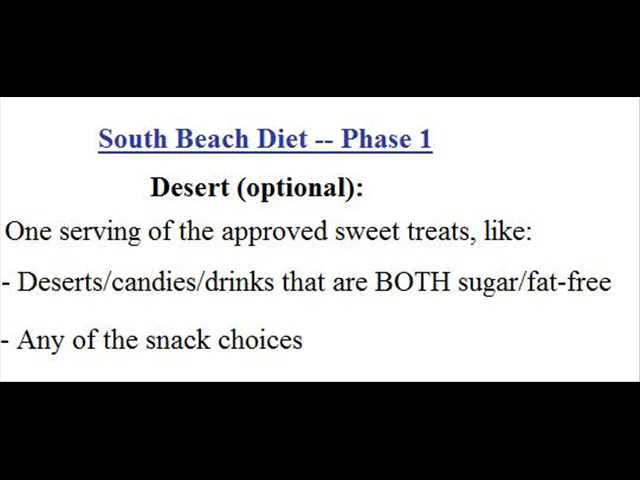 South Beach Diet -- Phase 1
Desert (optional):
One serving of the approved sweet treats, like:
- Deserts/candies/drinks that are BOTH sugar/fat-free
- Any of the snack choices